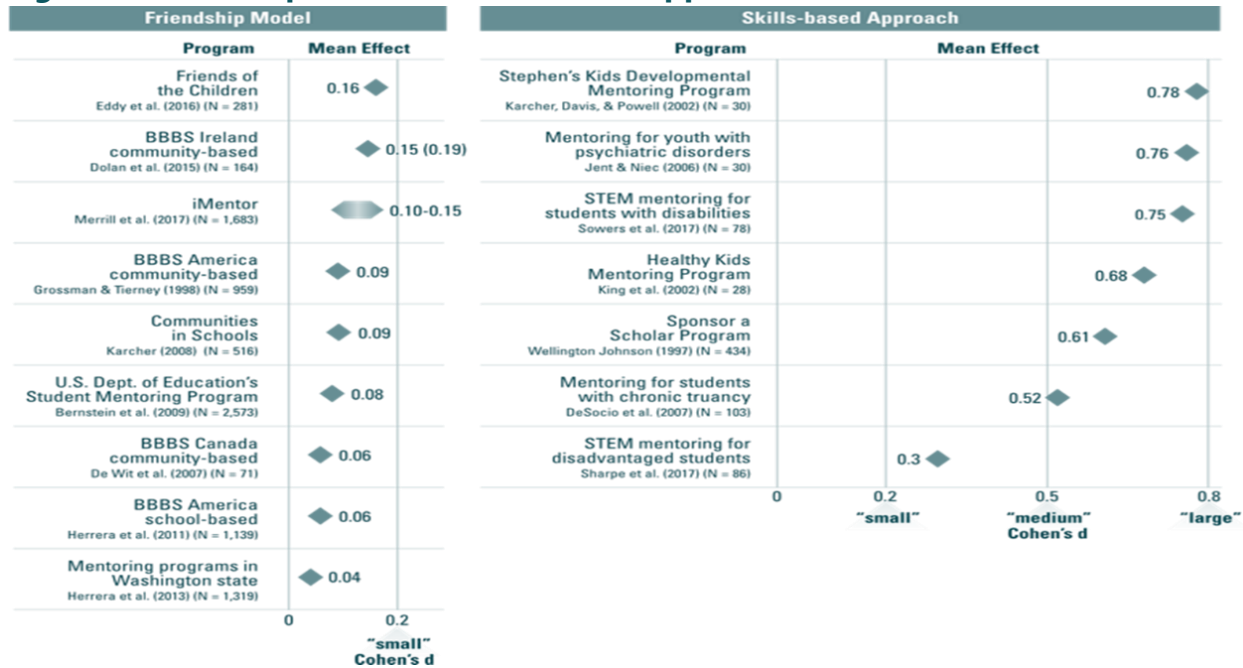 Friendship Model
Program Mean Effect
Friends of
the Children
Eddy et al. (2016) (N = 281)
0.16
BBBS Ireland
community-based
Dolan et al. (2015) (N = 164)
0.15 (0.19)
iMentor
Merrill et al. (2017) (N = 1,683)
0.10-0.15
BBBS America
community-based
Grossman & Tierney (1998) (N = 959)
0.09
Communities
in Schools
Karcher (2008) (N = 516)
0.09
U.S. Dept. of Education's
Student Mentoring Program
Bernstein et al. (2009) (N = 2,573)
0.08
BBBS Canada
community-based
De Wit et al. (2007) (N = 71)
0.06
BBBS America
school-based
Herrera et al. (2011) (N = 1,139)
0.06
Mentoring programs in
Washington state
Herrera et al. (2013) (N = 1,319)
0.04
0 0.2
"small"
Cohen's d
Skills-based Approach
Program Mean Effect
Stephen's Kids Developmental
Mentoring Program
Karcher, Davis, & Powell (2002) (N = 30)
0.78
Mentoring for youth with
psychiatric disorders
Jent & Niec (2006) (N = 30)
0.76
STEM mentoring for
students with disabilities
Sowers et al. (2017) (N = 78)
0.75
Healthy Kids
Mentoring Program
King et al. (2002) (N = 28)
0.68
Sponsor a
Scholar Program
Wellington Johnson (1997) (N = 434)
0.61
Mentoring for students
with chronic truancy
DeSocio et al. (2007) (N = 103)
0.52
STEM mentoring for
disadvantaged students
Sharpe et al. (2017) (N = 86)
0.3
0 0.2 0.5 0.8
"small" "medium" "large"
Cohen's d